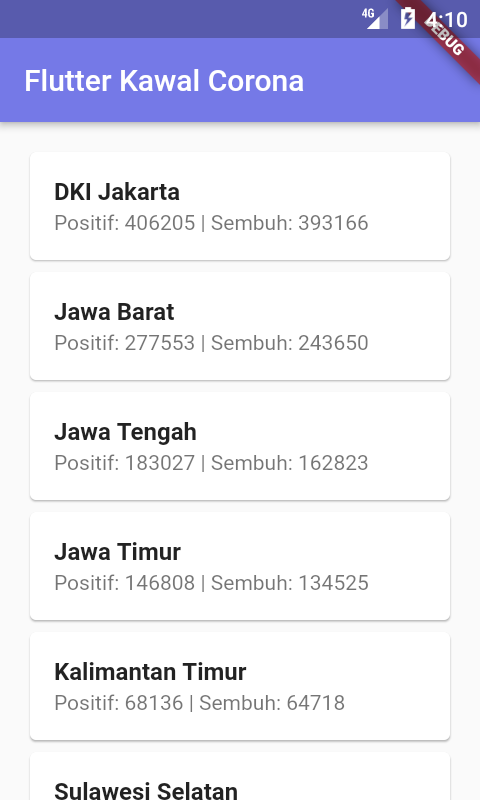 4G 4:10
DEBUG
Flutter Kawal Corona
DKI Jakarta
Positif: 406205 | Sembuh: 393166
Jawa Barat
Positif: 277553 | Sembuh: 243650
Jawa Tengah
Positif: 183027 | Sembuh: 162823
Jawa Timur
Positif: 146808 | Sembuh: 134525
Kalimantan Timur
Positif: 68136 | Sembuh: 64718
Sulawesi Selatan